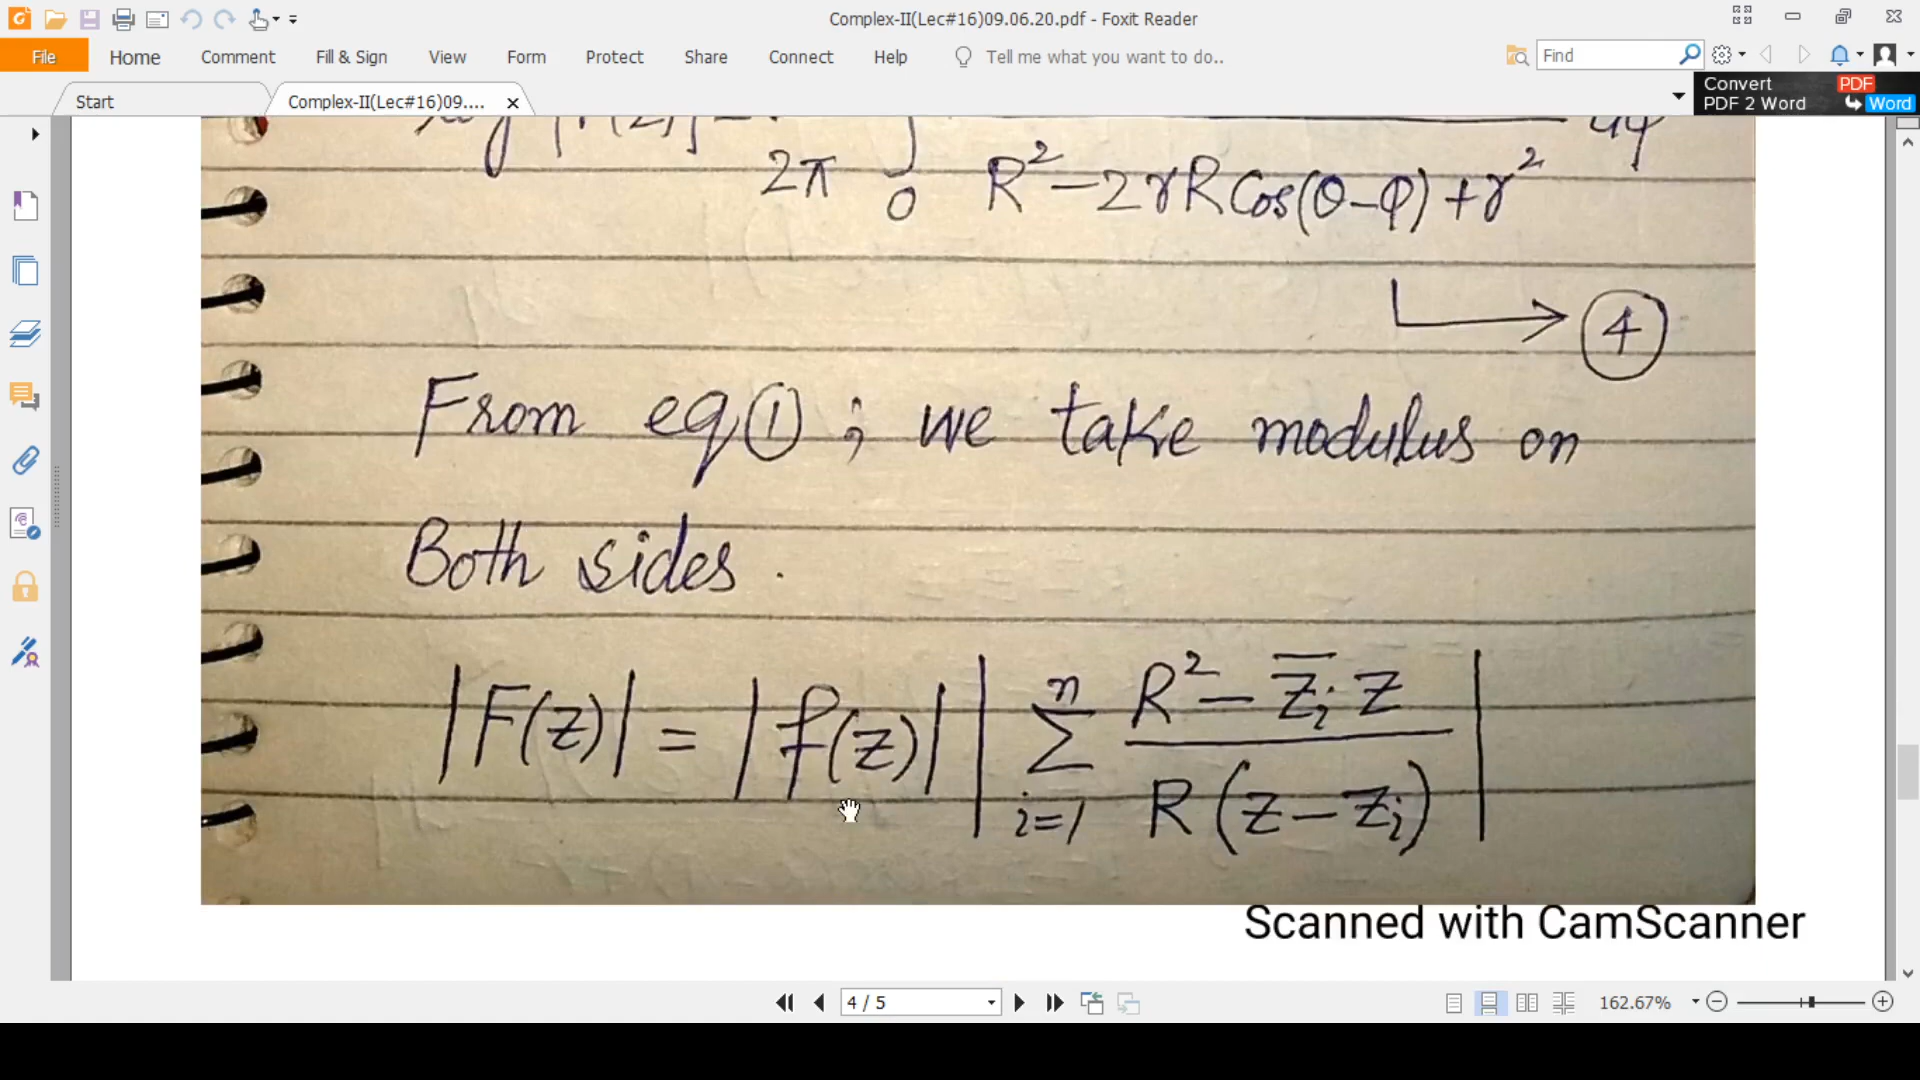 Complex-II(Lec#16)09.06.20.pdf - Foxit Reader
File Home Comment Fill & Sign View Form Protect Share Connect Help Tell me what you want to do.. Find
Start Complex-II(Lec#16)09....
Convert PDF
PDF 2 Word Word
2π 0 R² - 2rR Cos(θ-φ) + r²
4
From eq ① ; we take modulus on
Both sides .
|F(z)| = |f(z)| | n Σ i=1 R² - z̄ᵢ z / R(z - zᵢ) |
Scanned with CamScanner
4 / 5 162.67%